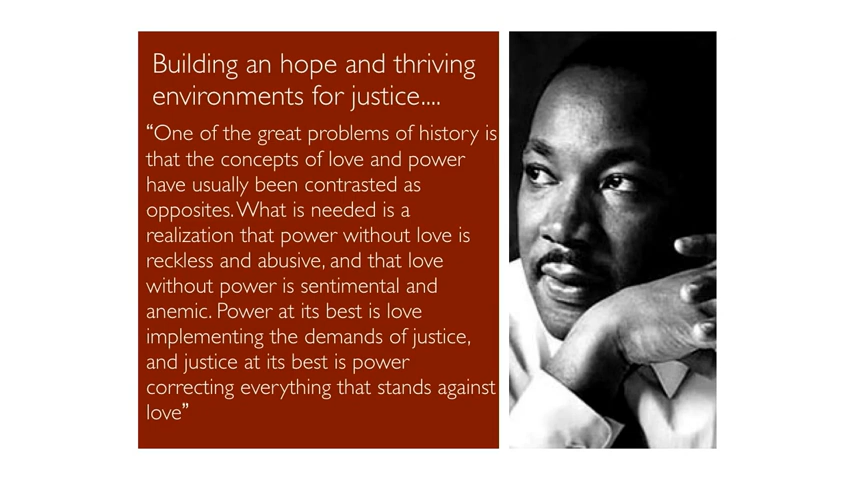 Building an hope and thriving
environments for justice....
“One of the great problems of history is
that the concepts of love and power
have usually been contrasted as
opposites. What is needed is a
realization that power without love is
reckless and abusive, and that love
without power is sentimental and
anemic. Power at its best is love
implementing the demands of justice,
and justice at its best is power
correcting everything that stands against
love”